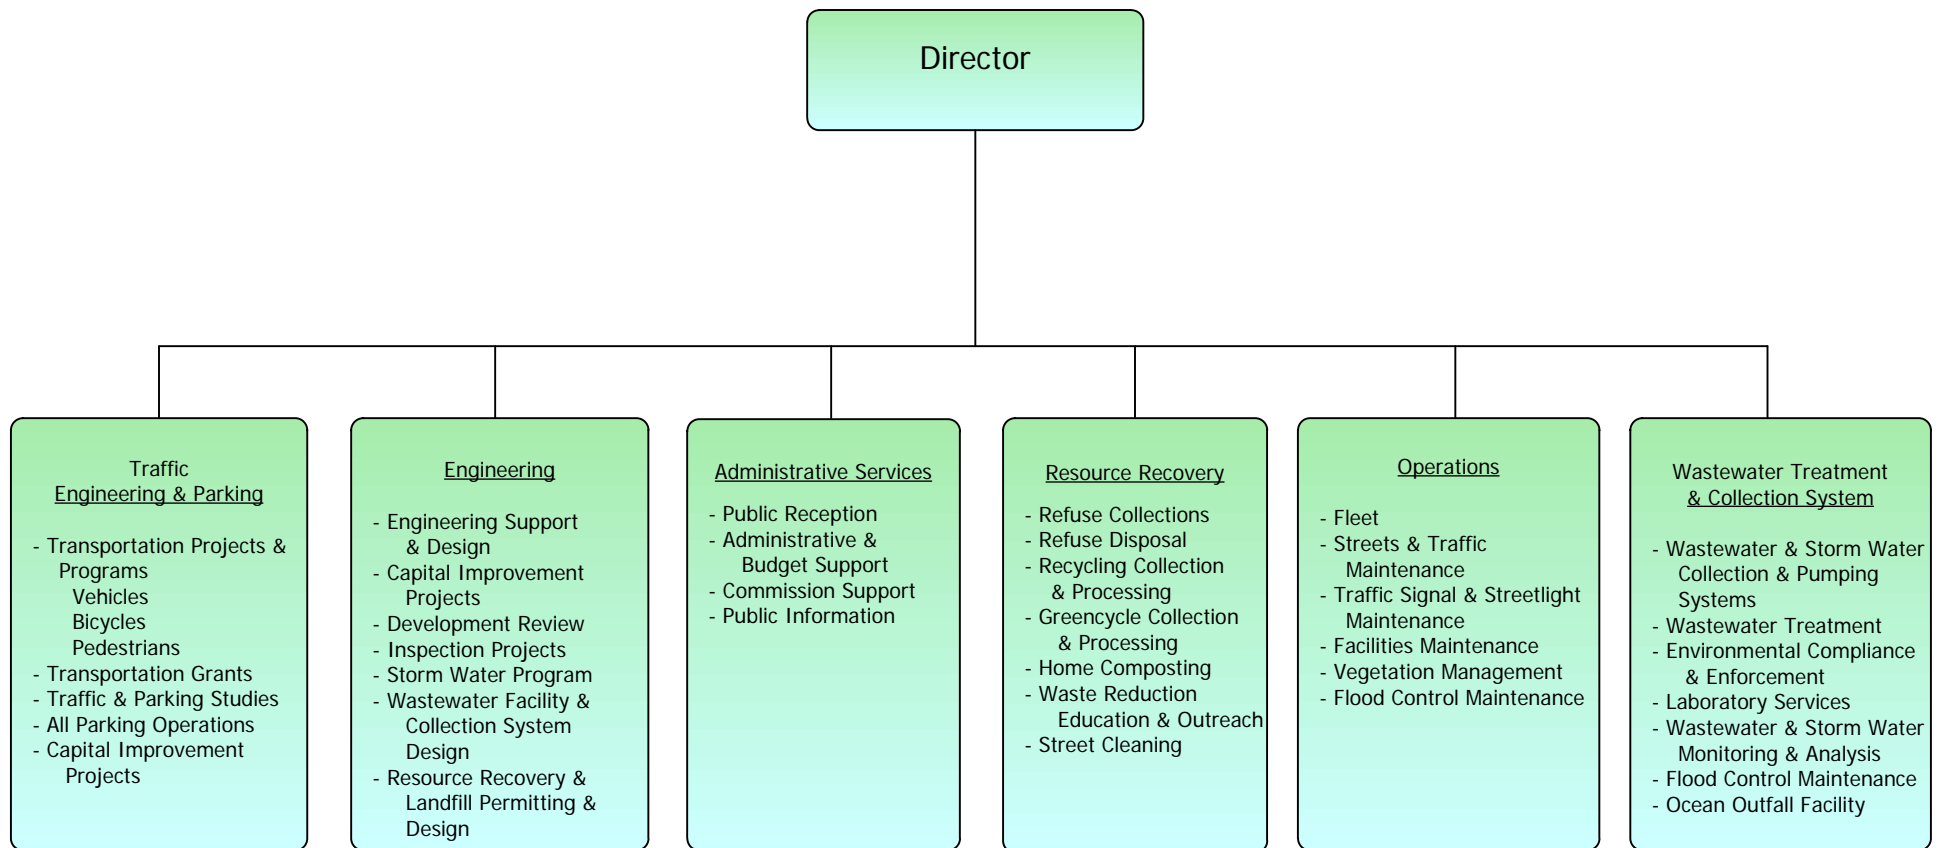 Director
Traffic
Engineering & Parking
- Transportation Projects &
Programs
Vehicles
Bicycles
Pedestrians
- Transportation Grants
- Traffic & Parking Studies
- All Parking Operations
- Capital Improvement
Projects
Engineering
- Engineering Support
& Design
- Capital Improvement
Projects
- Development Review
- Inspection Projects
- Storm Water Program
- Wastewater Facility &
Collection System
Design
- Resource Recovery &
Landfill Permitting &
Design
Administrative Services
- Public Reception
- Administrative &
Budget Support
- Commission Support
- Public Information
Resource Recovery
- Refuse Collections
- Refuse Disposal
- Recycling Collection
& Processing
- Greencycle Collection
& Processing
- Home Composting
- Waste Reduction
Education & Outreach
- Street Cleaning
Operations
- Fleet
- Streets & Traffic
Maintenance
- Traffic Signal & Streetlight
Maintenance
- Facilities Maintenance
- Vegetation Management
- Flood Control Maintenance
Wastewater Treatment
& Collection System
- Wastewater & Storm Water
Collection & Pumping
Systems
- Wastewater Treatment
- Environmental Compliance
& Enforcement
- Laboratory Services
- Wastewater & Storm Water
Monitoring & Analysis
- Flood Control Maintenance
- Ocean Outfall Facility